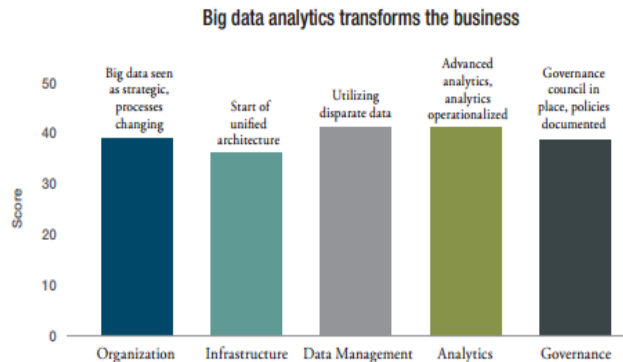 Big data analytics transforms the business
Big data seen
as strategic,
processes
changing
Start of
unified
architecture
Utilizing
disparate data
Advanced
analytics,
analytics
operationalized
Governance
council in
place, policies
documented
Score
50
40
30
20
10
0
Organization
Infrastructure
Data Management
Analytics
Governance